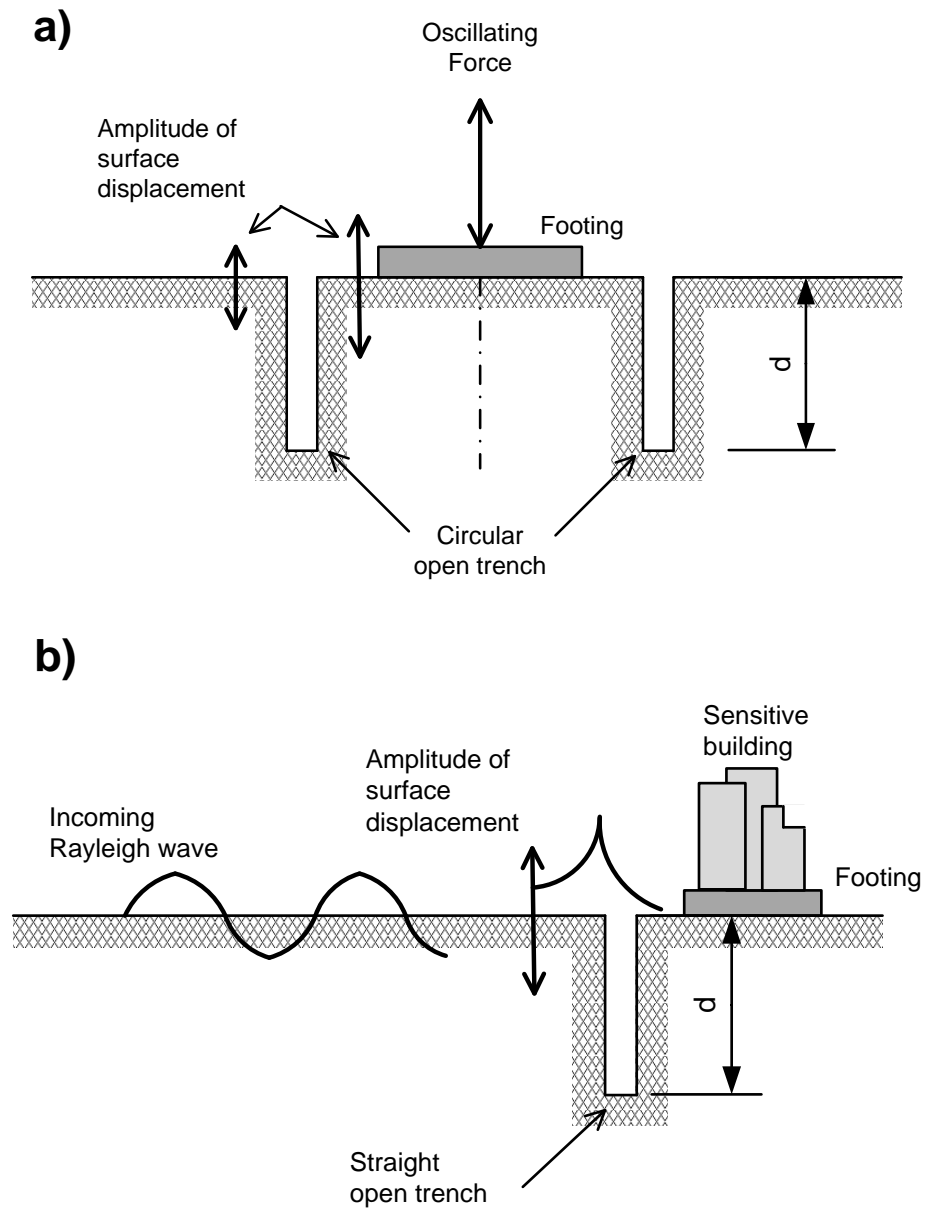 a)
Oscillating
Force
Amplitude of
surface
displacement
Footing
d
Circular
open trench
b)
Sensitive
building
Amplitude of
surface
displacement
Incoming
Rayleigh wave
Footing
d
Straight
open trench